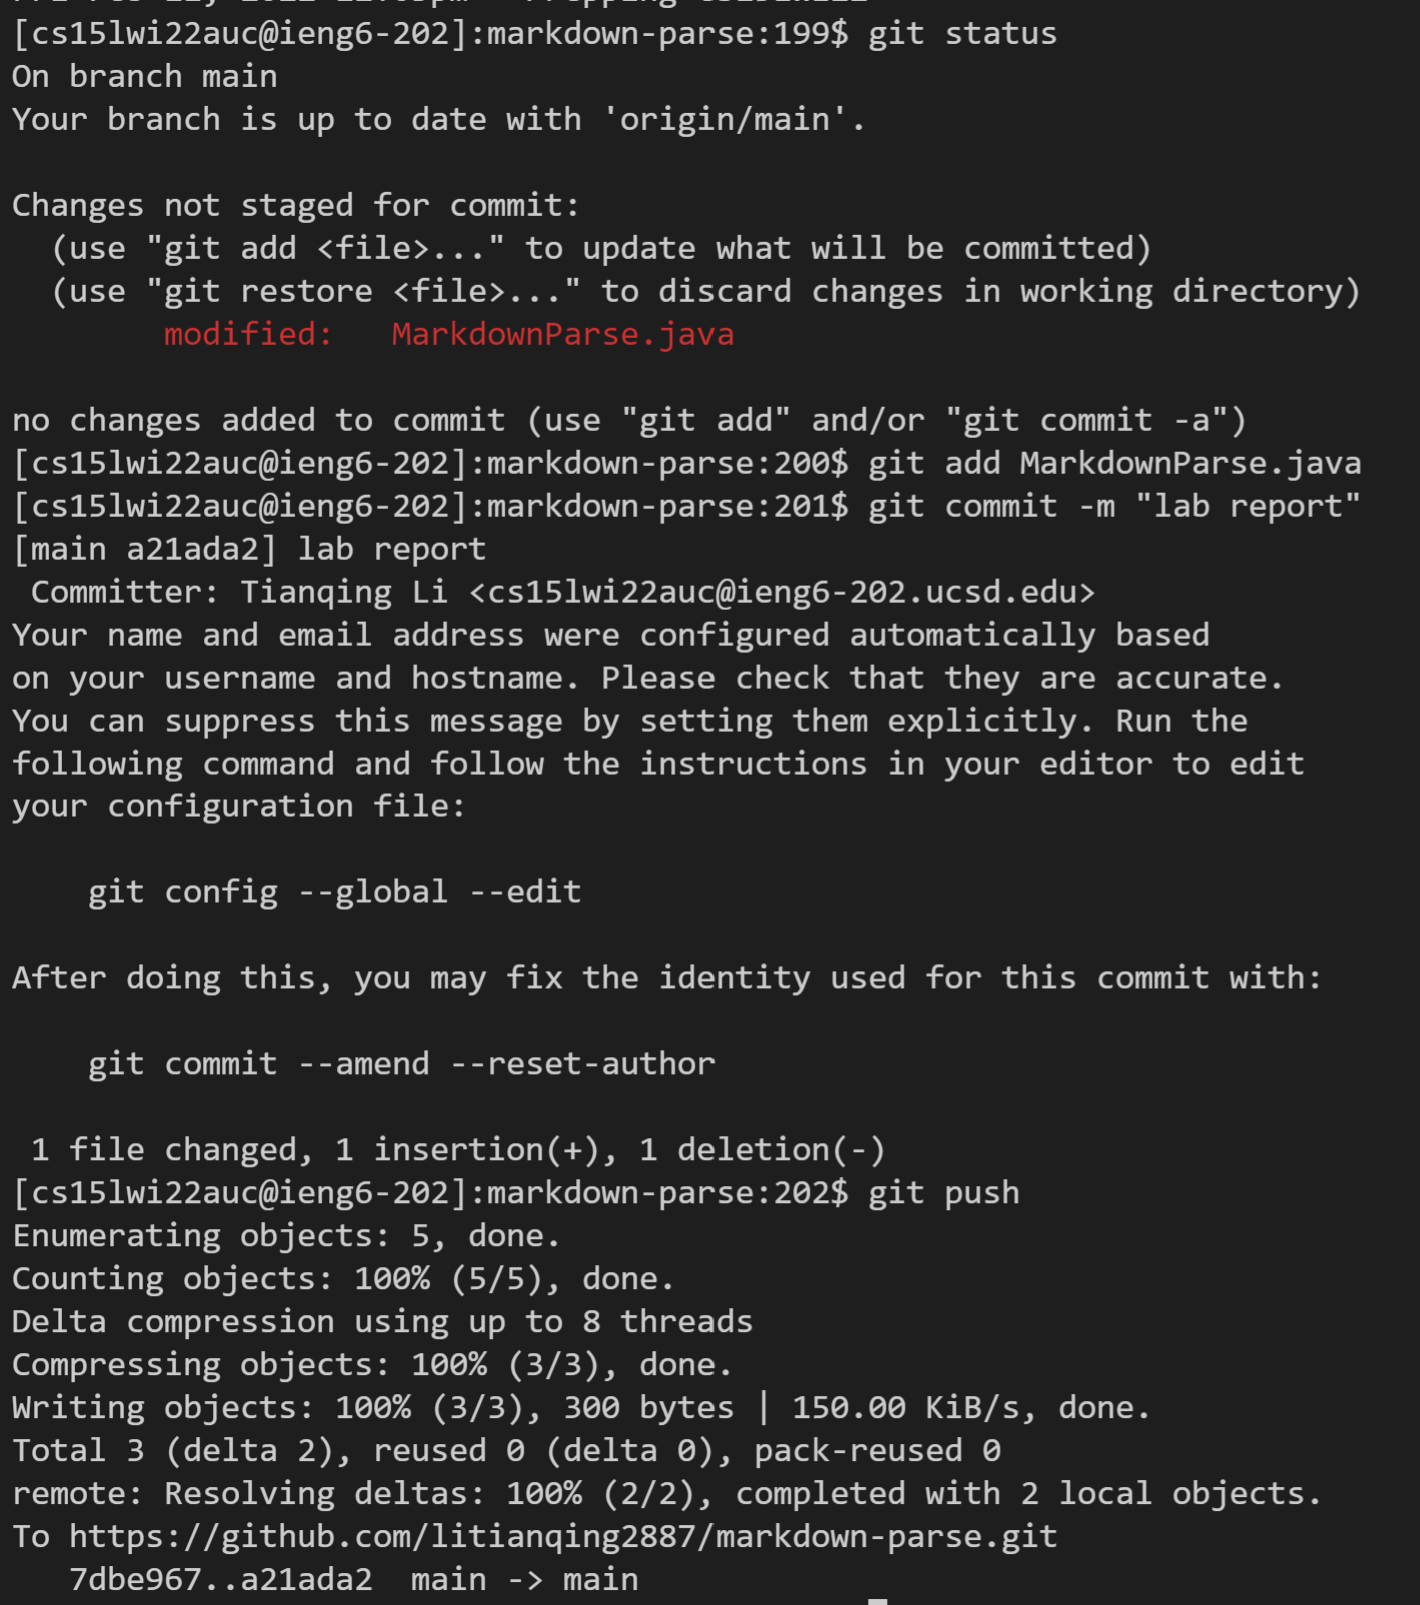 [cs15lwi22auc@ieng6-202]:markdown-parse:199$ git status
On branch main
Your branch is up to date with 'origin/main'.

Changes not staged for commit:
  (use "git add <file>..." to update what will be committed)
  (use "git restore <file>..." to discard changes in working directory)
        modified:   MarkdownParse.java

no changes added to commit (use "git add" and/or "git commit -a")
[cs15lwi22auc@ieng6-202]:markdown-parse:200$ git add MarkdownParse.java
[cs15lwi22auc@ieng6-202]:markdown-parse:201$ git commit -m "lab report"
[main a21ada2] lab report
 Committer: Tianqing Li <cs15lwi22auc@ieng6-202.ucsd.edu>
Your name and email address were configured automatically based
on your username and hostname. Please check that they are accurate.
You can suppress this message by setting them explicitly. Run the
following command and follow the instructions in your editor to edit
your configuration file:

    git config --global --edit

After doing this, you may fix the identity used for this commit with:

    git commit --amend --reset-author

 1 file changed, 1 insertion(+), 1 deletion(-)
[cs15lwi22auc@ieng6-202]:markdown-parse:202$ git push
Enumerating objects: 5, done.
Counting objects: 100% (5/5), done.
Delta compression using up to 8 threads
Compressing objects: 100% (3/3), done.
Writing objects: 100% (3/3), 300 bytes | 150.00 KiB/s, done.
Total 3 (delta 2), reused 0 (delta 0), pack-reused 0
remote: Resolving deltas: 100% (2/2), completed with 2 local objects.
To https://github.com/litianqing2887/markdown-parse.git
   7dbe967..a21ada2  main -> main